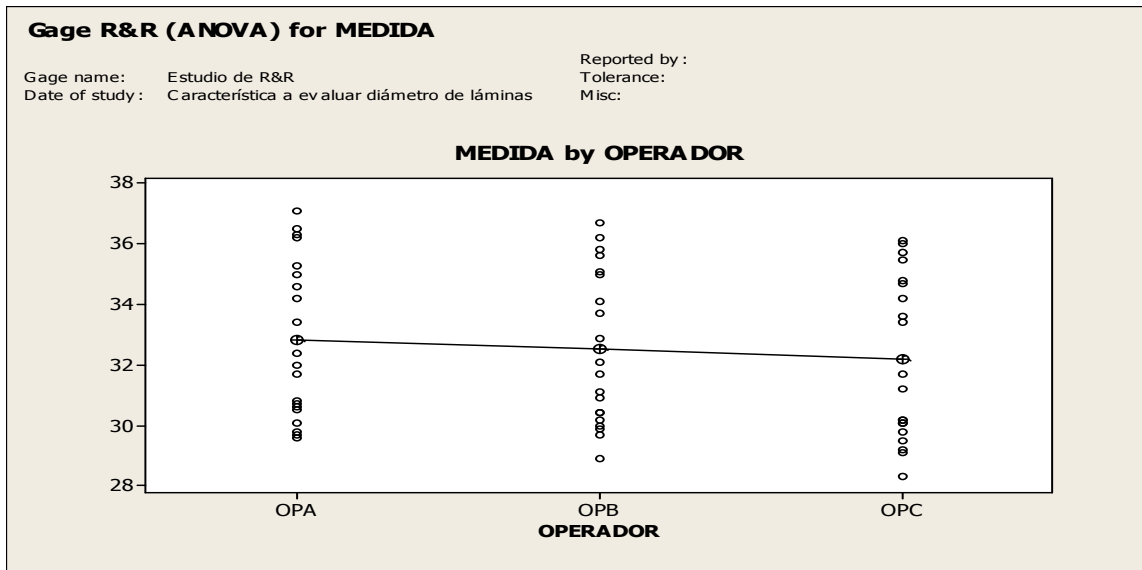 Gage R&R (ANOVA) for MEDIDA
Reported by:
Gage name: Estudio de R&R
Tolerance:
Date of study: Característica a evaluar diámetro de láminas
Misc:
MEDIDA by OPERADOR
38
36
34
32
30
28
OPA OPB OPC
OPERADOR